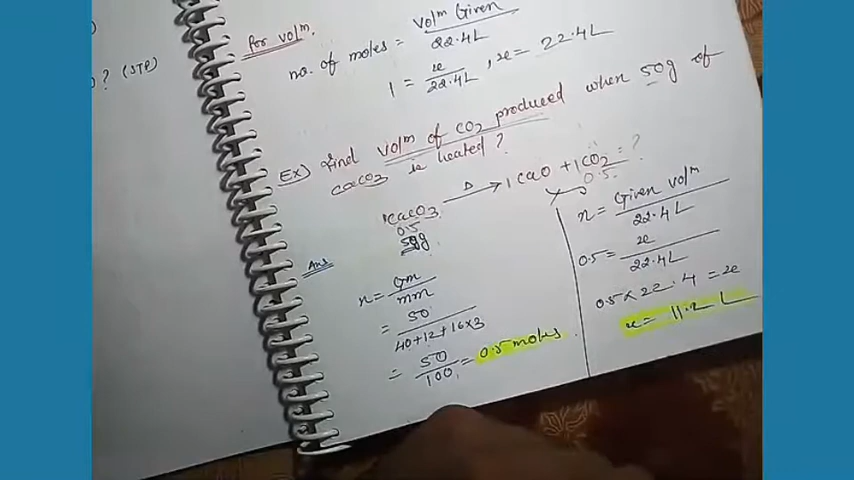 ? (STP)
for volm.
no. of moles = volm Given / 22.4L
1 = x / 22.4L , x = 22.4L
Ex) find volm of CO2 produced when 50g of
CaCO3 is heated?
1CaCO3 Δ → 1CaO + 1CO2 = ?
0.5 0.5
50g
Ans
n = Gm / mm
= 50 / 40+12+16x3
= 50 / 100 = 0.5 moles
n = Given volm / 22.4L
0.5 = x / 22.4L
0.5 x 22.4 = x
x = 11.2 L